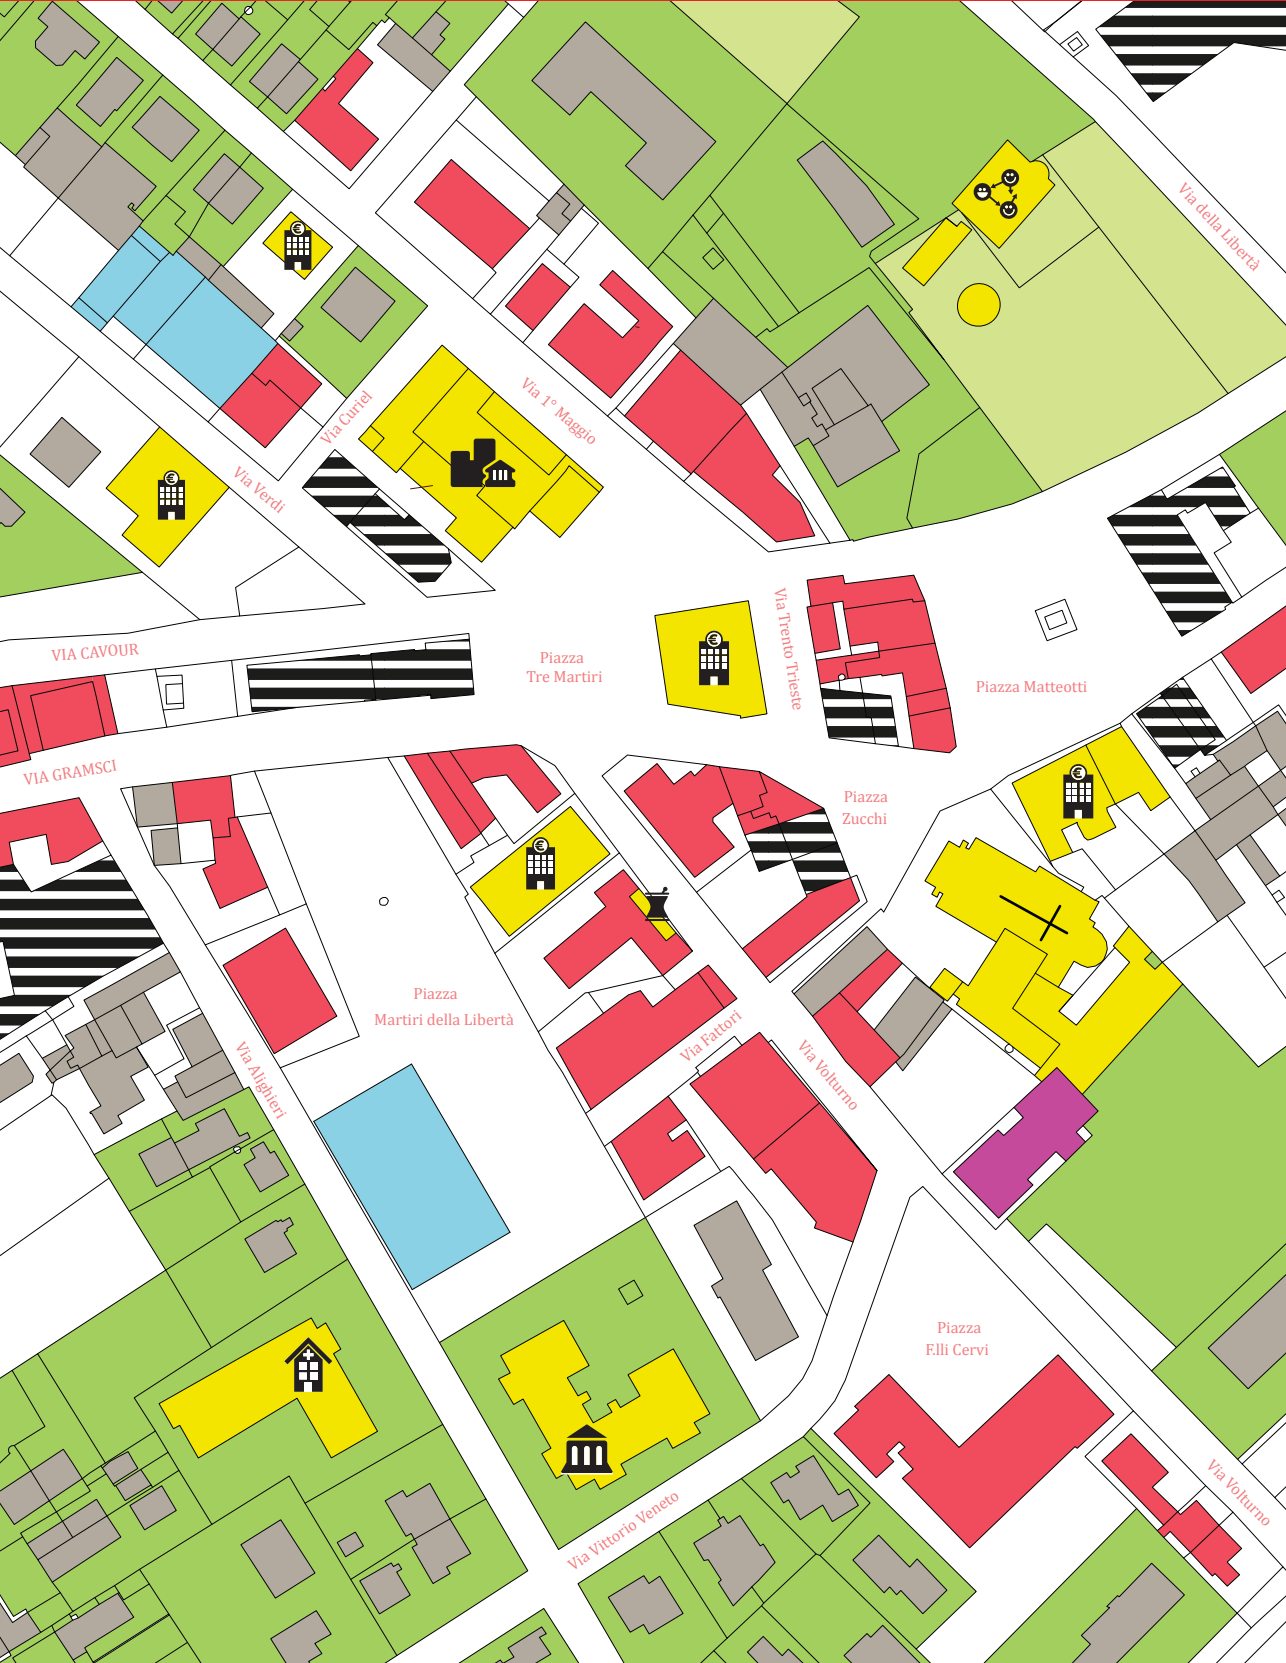 Via della Libertà
Via 1° Maggio
Via Curiel
Via Verdi
VIA CAVOUR
Piazza
Tre Martiri
Via Trento Trieste
Piazza Matteotti
VIA GRAMSCI
Piazza
Zucchi
Piazza
Martiri della Libertà
Via Fattori
Via Alighieri
Via Volturno
Piazza
F.lli Cervi
Via Vittorio Veneto
Via Volturno
€
€
€
€
€